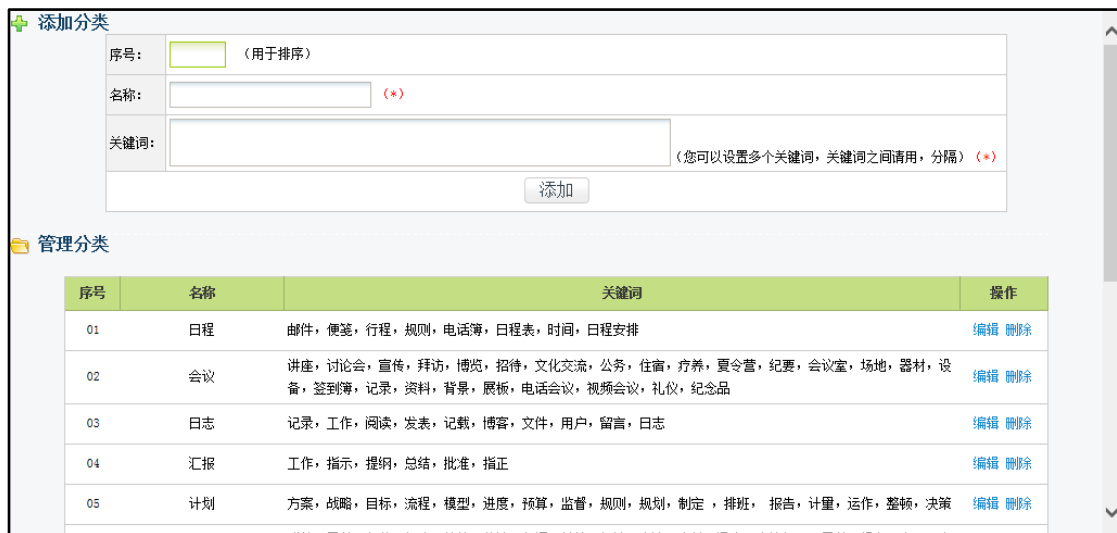 添加分类
序号： （用于排序）
名称： （*）
关键词： （您可以设置多个关键词，关键词之间请用，分隔）（*）
添加
管理分类
序号 名称 关键词 操作
01 日程 邮件，便笺，行程，规则，电话簿，日程表，时间，日程安排 编辑 删除
02 会议 讲座，讨论会，宣传，拜访，博览，招待，文化交流，公务，住宿，疗养，夏令营，纪要，会议室，场地，器材，设
备，签到簿，记录，资料，背景，展板，电话会议，视频会议，礼仪，纪念品 编辑 删除
03 日志 记录，工作，阅读，发表，记载，博客，文件，用户，留言，日志 编辑 删除
04 汇报 工作，指示，提纲，总结，批准，指正 编辑 删除
05 计划 方案，战略，目标，流程，模型，进度，预算，监督，规则，规划，制定 ，排班， 报告，计量，运作，整顿，决策 编辑 删除